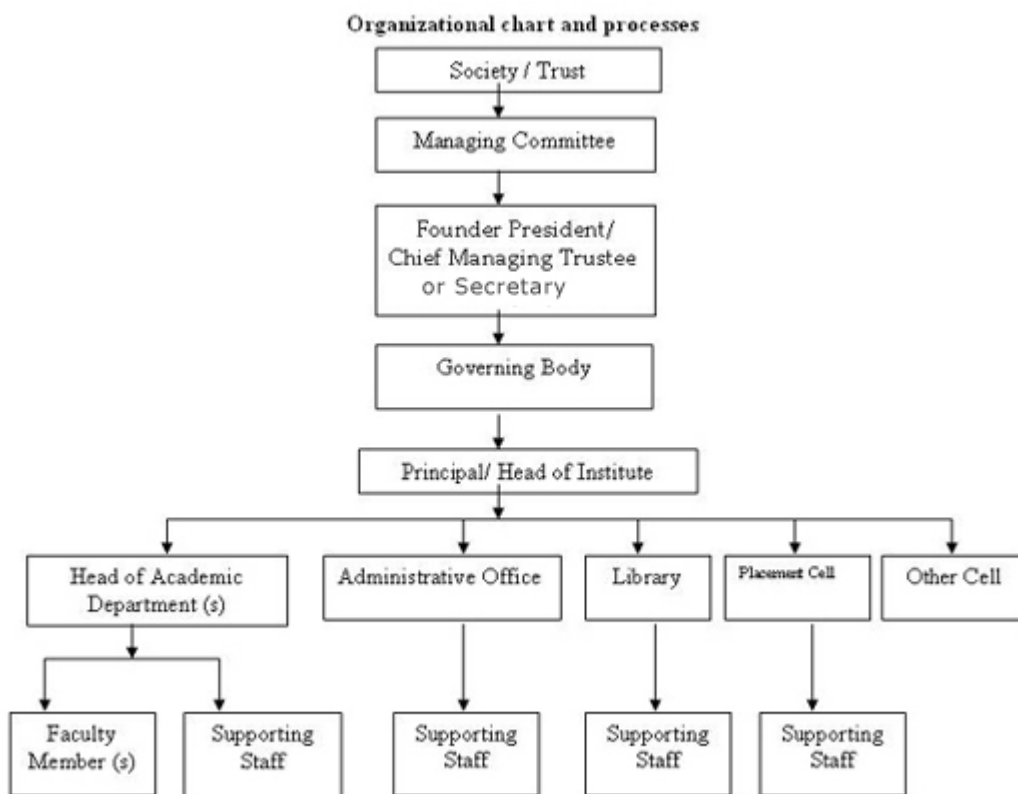 Organizational chart and processes
Society / Trust
Managing Committee
Founder President/
Chief Managing Trustee
or Secretary
Governing Body
Principal/ Head of Institute
Head of Academic
Department (s)
Administrative Office
Library
Placement Cell
Other Cell
Faculty
Member (s)
Supporting
Staff
Supporting
Staff
Supporting
Staff
Supporting
Staff